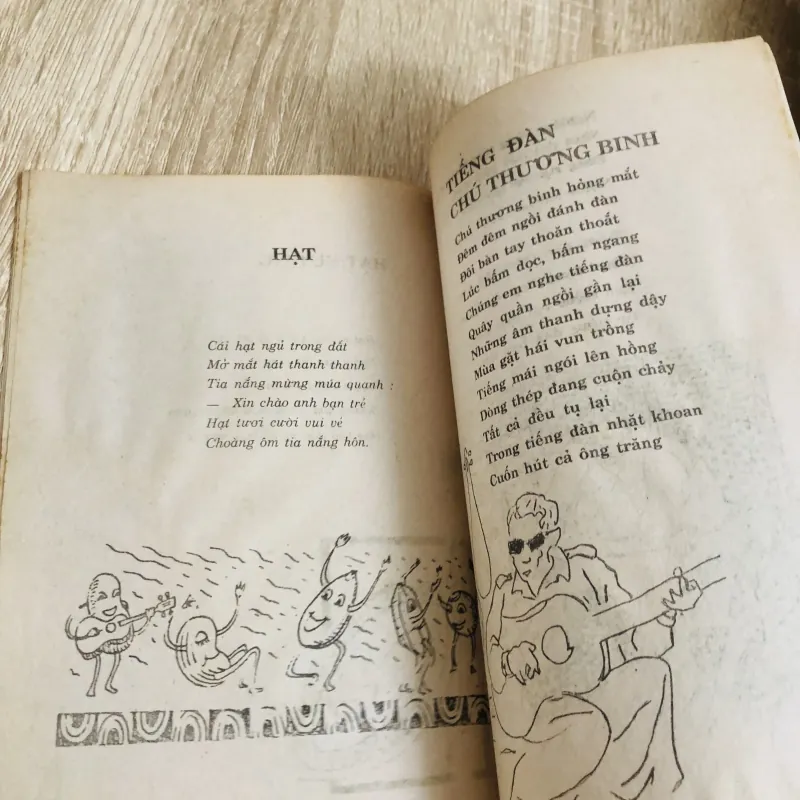 HẠT
Cái hạt ngủ trong đất
Mở mắt hát thanh thanh
Tia nắng mừng múa quanh :
— Xin chào anh bạn trẻ
Hạt tươi cười vui vẻ
Choàng ôm tia nắng hôn.
TIẾNG ĐÀN
CHÚ THƯƠNG BINH
Chú thương binh hỏng mắt
Đêm đêm ngồi đánh đàn
Đôi bàn tay thoăn thoắt
Lúc bấm dọc, bấm ngang
Chúng em nghe tiếng đàn
Quây quần ngồi gần lại
Những âm thanh dựng dậy
Mùa gặt hái vun trồng
Tiếng mái ngói lên hồng
Dòng thép đang cuộn chảy
Tất cả đều tụ lại
Trong tiếng đàn nhặt khoan
Cuốn hút cả ông trăng